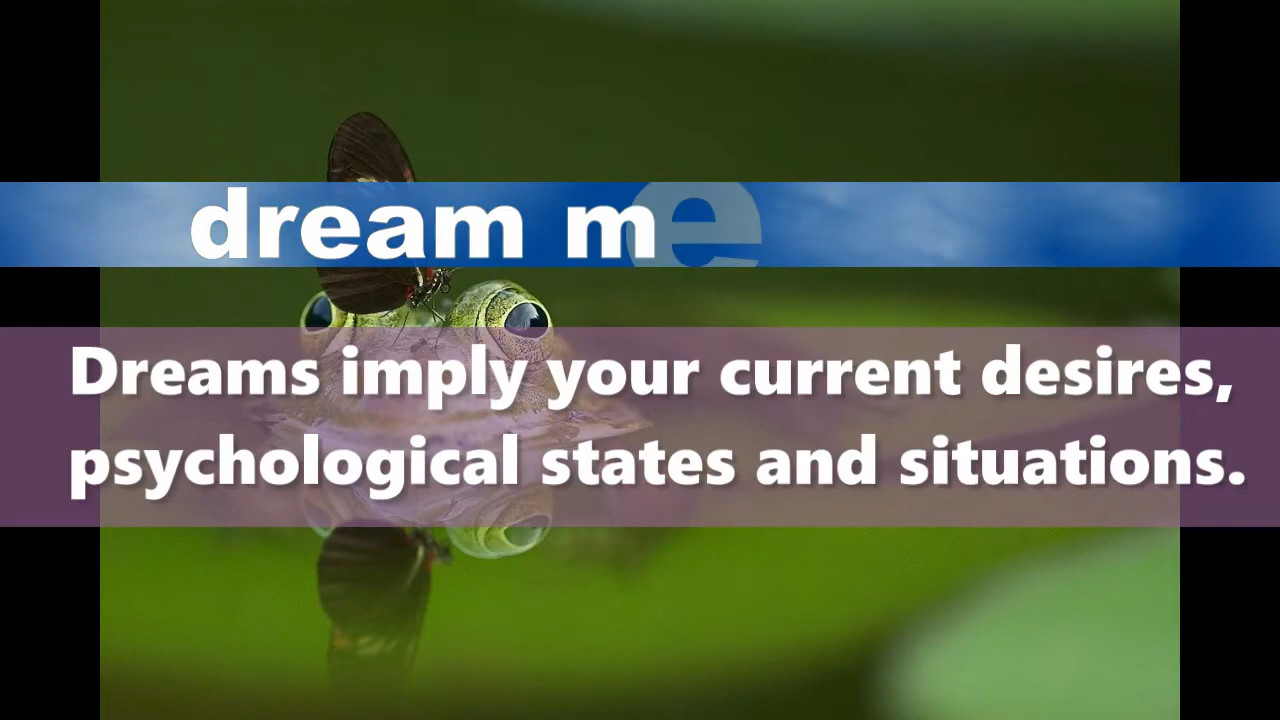 dream me
Dreams imply your current desires,
psychological states and situations.